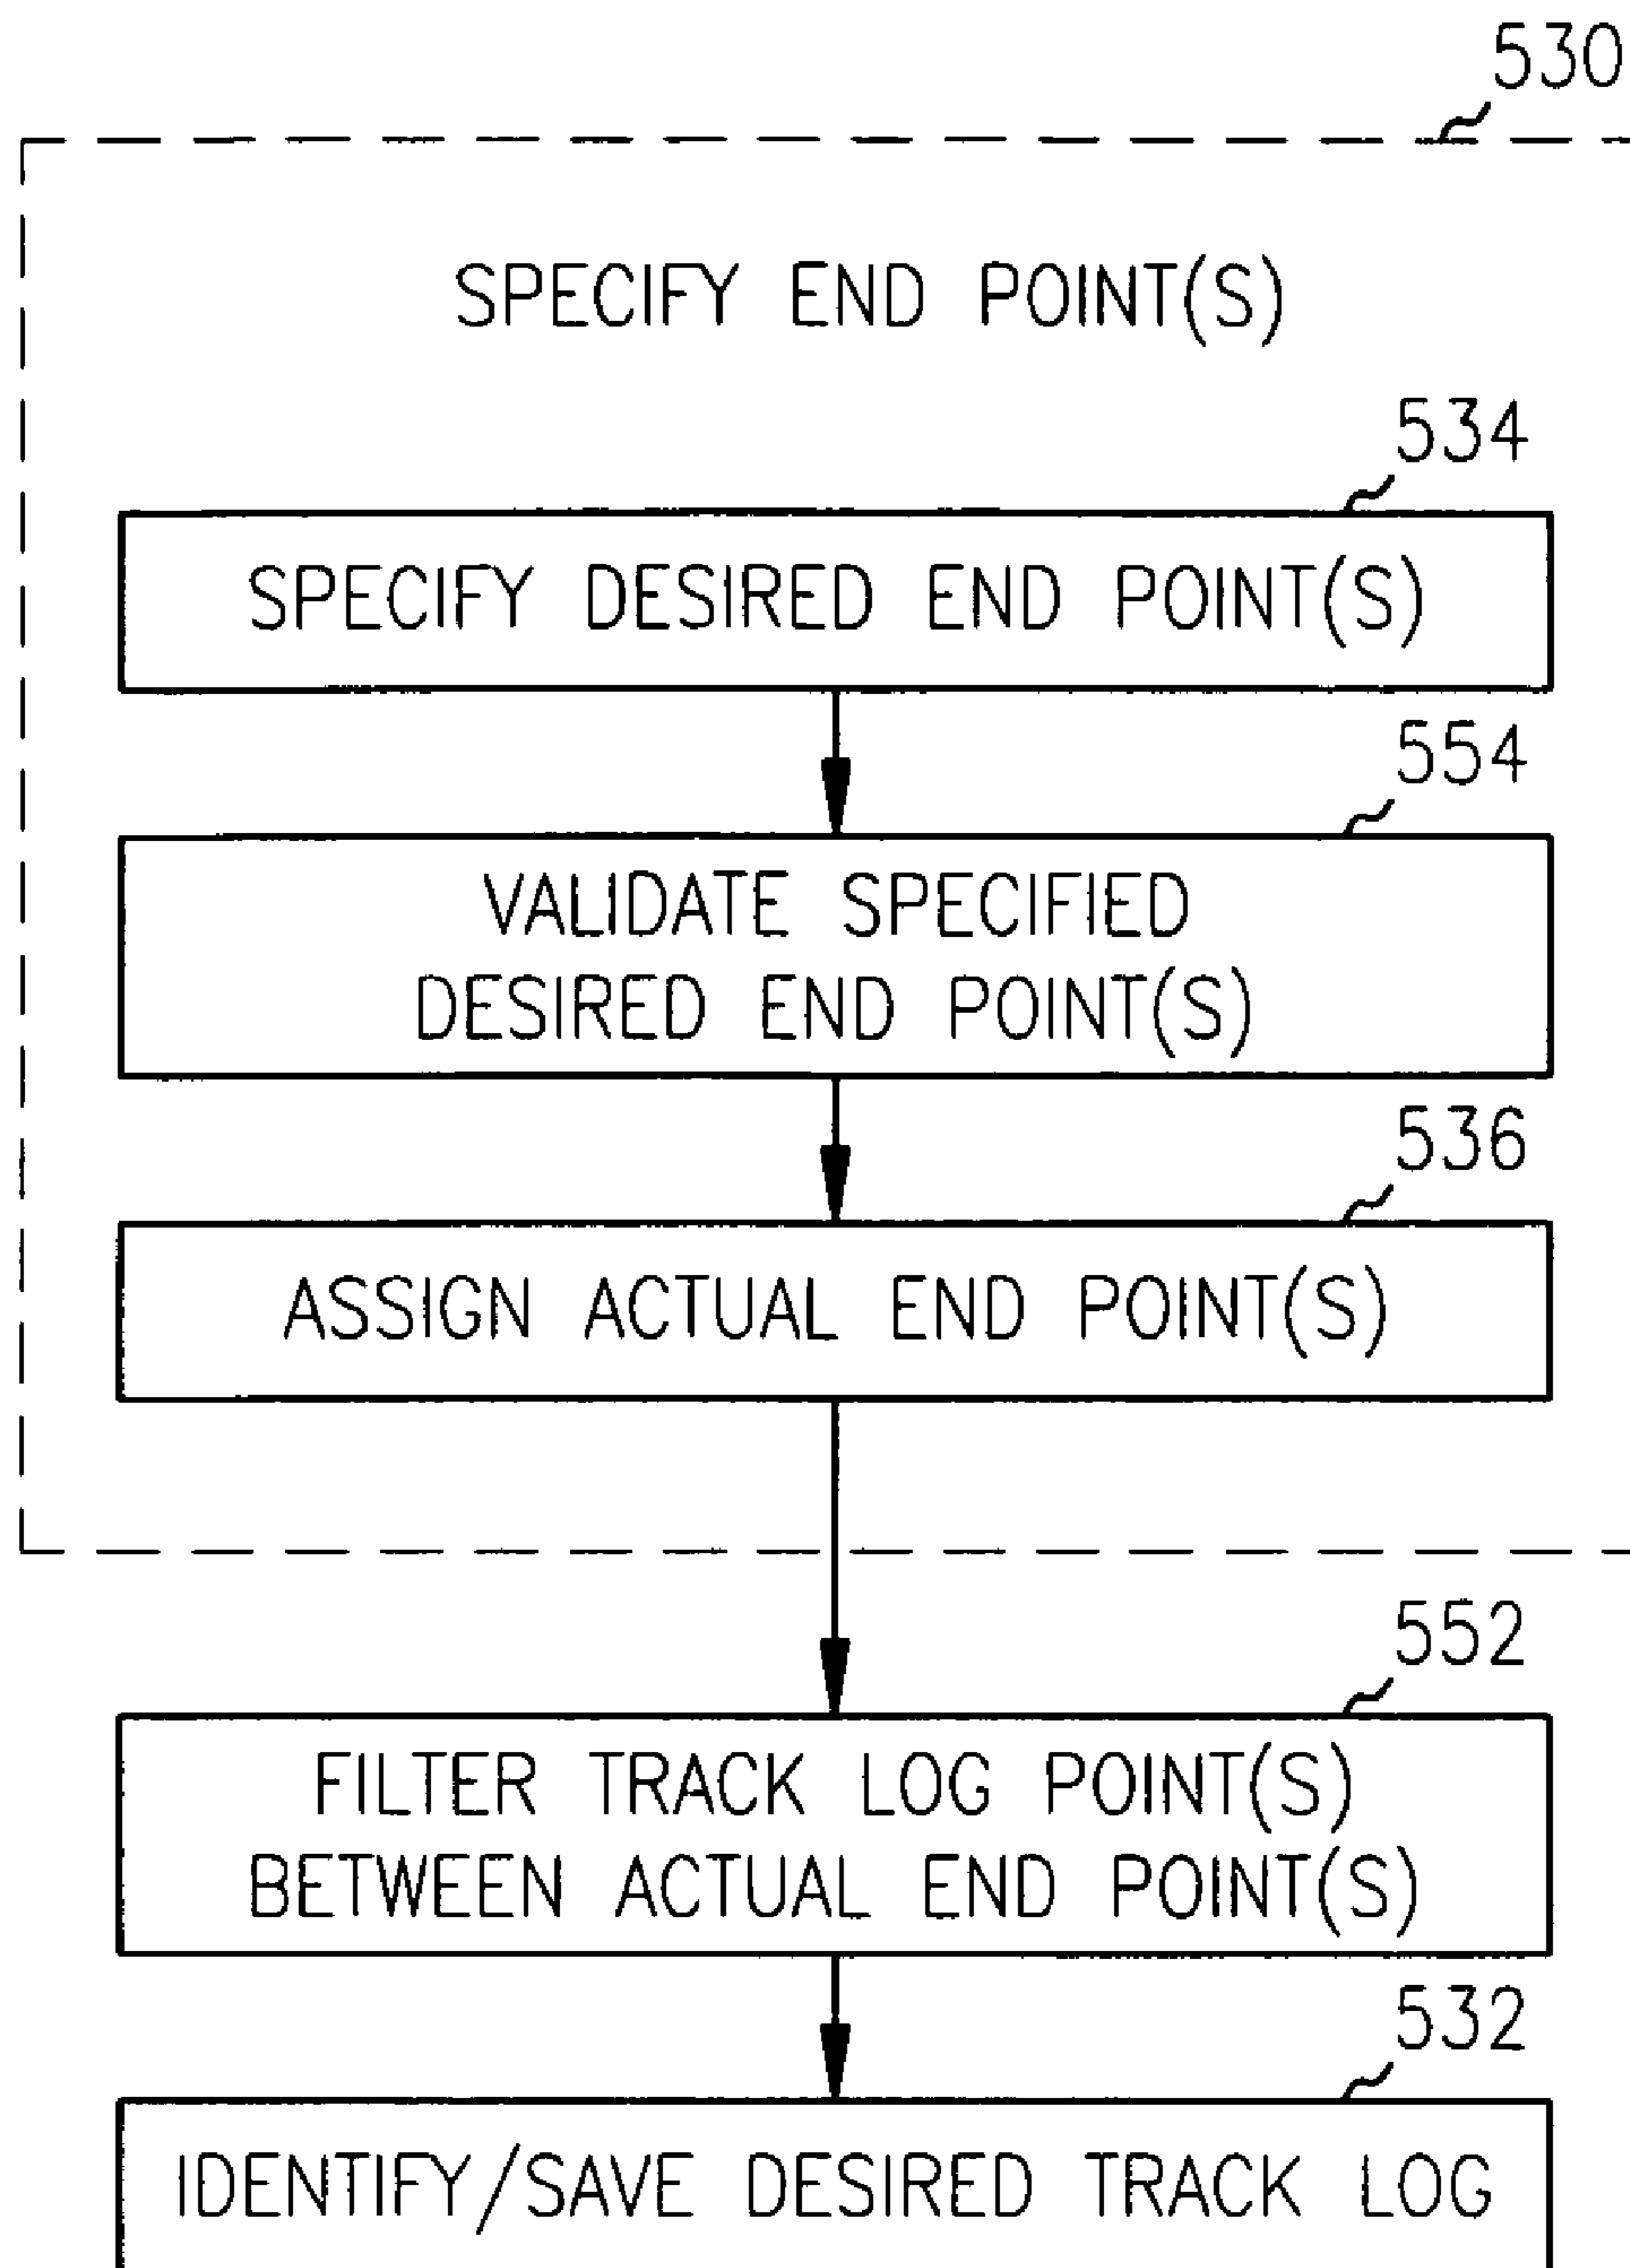 530
SPECIFY END POINT(S)
534
SPECIFY DESIRED END POINT(S)
554
VALIDATE SPECIFIED
DESIRED END POINT(S)
536
ASSIGN ACTUAL END POINT(S)
552
FILTER TRACK LOG POINT(S)
BETWEEN ACTUAL END POINT(S)
532
IDENTIFY/SAVE DESIRED TRACK LOG